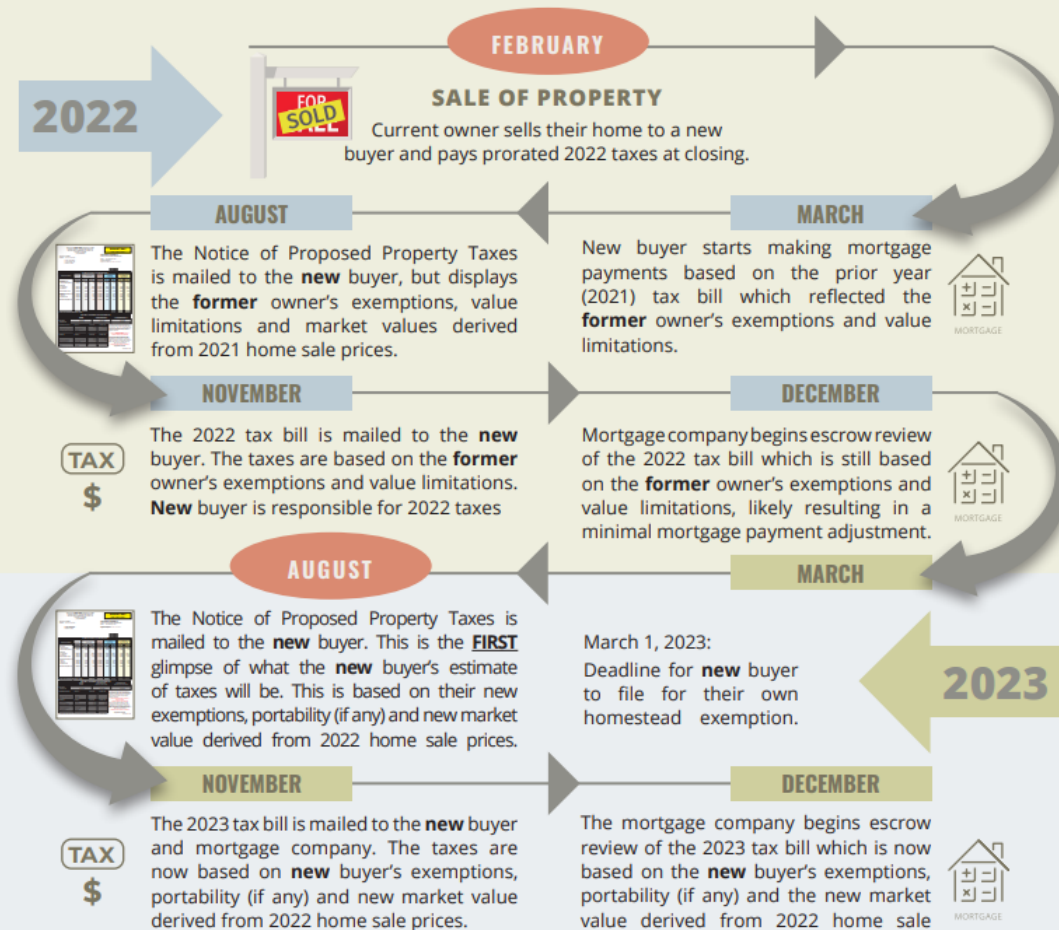 2022
FEBRUARY
FOR
SOLD
SALE OF PROPERTY
Current owner sells their home to a new
buyer and pays prorated 2022 taxes at closing.
MARCH
New buyer starts making mortgage
payments based on the prior year
(2021) tax bill which reflected the
former owner's exemptions and value
limitations.
MORTGAGE
AUGUST
The Notice of Proposed Property Taxes
is mailed to the new buyer, but displays
the former owner's exemptions, value
limitations and market values derived
from 2021 home sale prices.
NOVEMBER
TAX
$
The 2022 tax bill is mailed to the new
buyer. The taxes are based on the former
owner's exemptions and value limitations.
New buyer is responsible for 2022 taxes
DECEMBER
Mortgage company begins escrow review
of the 2022 tax bill which is still based
on the former owner's exemptions and
value limitations, likely resulting in a
minimal mortgage payment adjustment.
MORTGAGE
2023
MARCH
March 1, 2023:
Deadline for new buyer
to file for their own
homestead exemption.
AUGUST
The Notice of Proposed Property Taxes is
mailed to the new buyer. This is the FIRST
glimpse of what the new buyer's estimate
of taxes will be. This is based on their new
exemptions, portability (if any) and new market
value derived from 2022 home sale prices.
NOVEMBER
TAX
$
The 2023 tax bill is mailed to the new buyer
and mortgage company. The taxes are
now based on new buyer's exemptions,
portability (if any) and new market value
derived from 2022 home sale prices.
DECEMBER
The mortgage company begins escrow
review of the 2023 tax bill which is now
based on the new buyer's exemptions,
portability (if any) and the new market
value derived from 2022 home sale
MORTGAGE